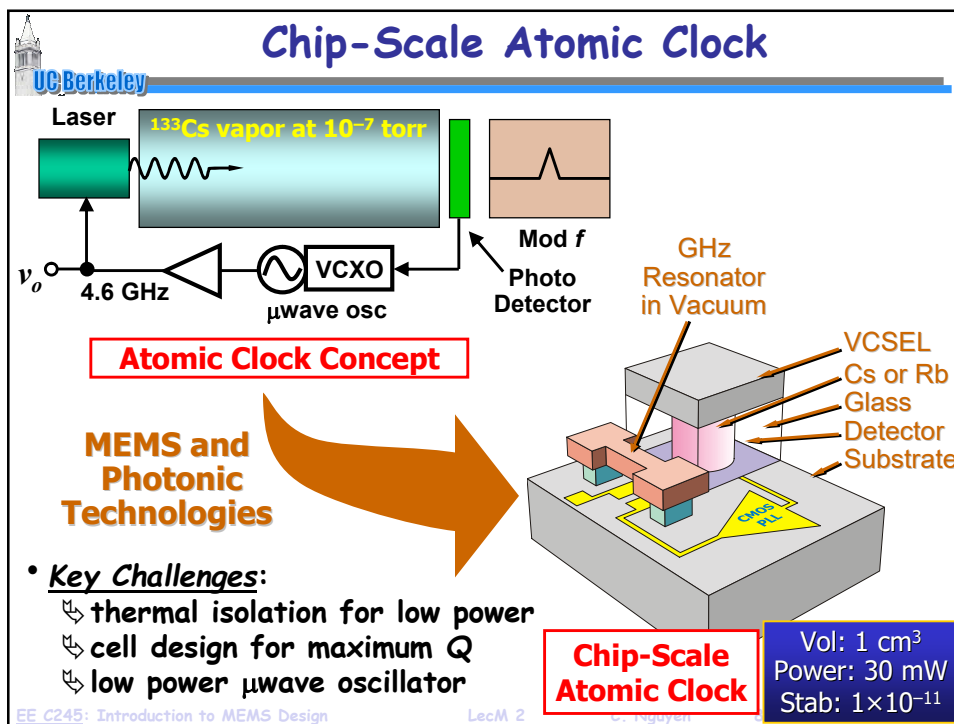 Chip-Scale Atomic Clock
UC Berkeley
Laser
¹³³Cs vapor at 10⁻⁷ torr
Mod f
Photo
Detector
VCXO
μwave osc
4.6 GHz
vₒ
Atomic Clock Concept
GHz
Resonator
in Vacuum
VCSEL
Cs or Rb
Glass
Detector
Substrate
CMOS
PLL
MEMS and
Photonic
Technologies
• Key Challenges:
thermal isolation for low power
cell design for maximum Q
low power μwave oscillator
Chip-Scale
Atomic Clock
Vol: 1 cm³
Power: 30 mW
Stab: 1×10⁻¹¹
EE C245: Introduction to MEMS Design LecM 2 C. Nguyen